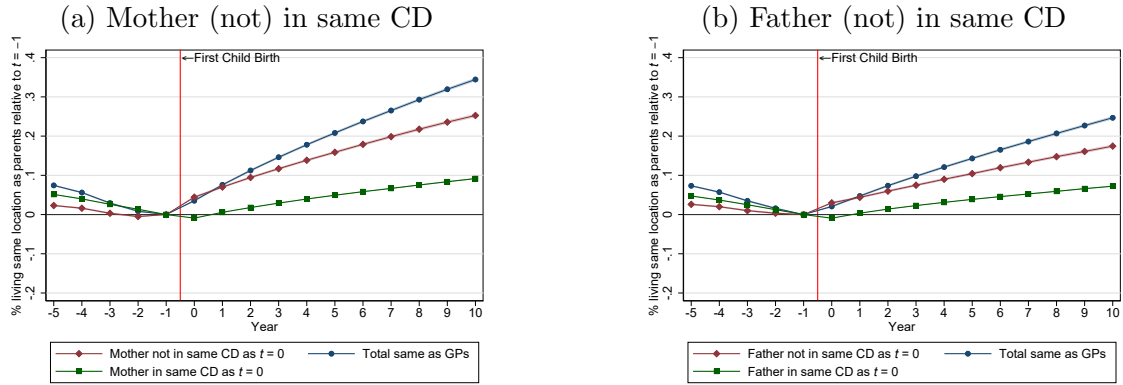 (a) Mother (not) in same CD
% living same location as parents relative to t = −1
.4
.3
.2
.1
0
-.1
-.2
←First Child Birth
-5 -4 -3 -2 -1 0 1 2 3 4 5 6 7 8 9 10
Year
Mother not in same CD as t = 0 Total same as GPs
Mother in same CD as t = 0
(b) Father (not) in same CD
% living same location as parents relative to t = −1
.4
.3
.2
.1
0
-.1
-.2
←First Child Birth
-5 -4 -3 -2 -1 0 1 2 3 4 5 6 7 8 9 10
Year
Father not in same CD as t = 0 Total same as GPs
Father in same CD as t = 0